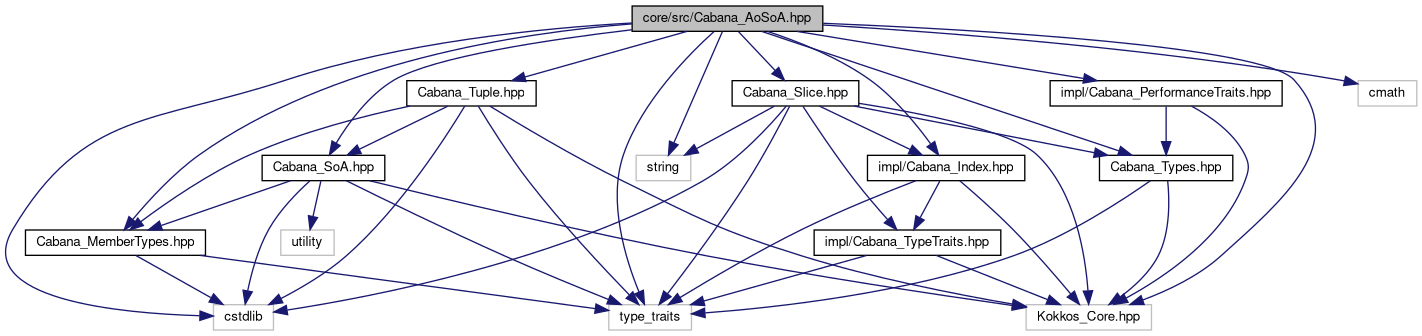 core/src/Cabana_AoSoA.hpp
Cabana_Tuple.hpp
Cabana_Slice.hpp
impl/Cabana_PerformanceTraits.hpp
cmath
Cabana_SoA.hpp
string
impl/Cabana_Index.hpp
Cabana_Types.hpp
Cabana_MemberTypes.hpp
utility
impl/Cabana_TypeTraits.hpp
cstdlib
type_traits
Kokkos_Core.hpp